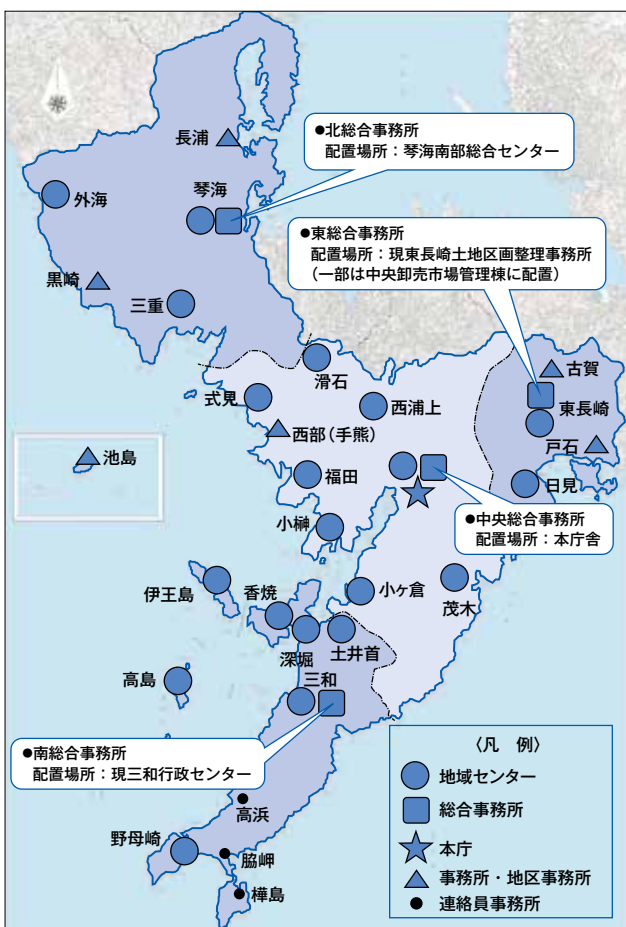 ●北総合事務所
配置場所：琴海南部総合センター
長浦
琴海
外海
●東総合事務所
配置場所：現東長崎土地区画整理事務所
（一部は中央卸売市場管理棟に配置）
黒崎
三重
滑石
古賀
式見
西浦上
東長崎
西部（手熊）
戸石
池島
福田
日見
小榊
●中央総合事務所
配置場所：本庁舎
伊王島
香焼
小ヶ倉
茂木
深堀
土井首
高島
三和
●南総合事務所
配置場所：現三和行政センター
高浜
野母崎
脇岬
樺島
〈凡　例〉
地域センター
総合事務所
本庁
事務所・地区事務所
連絡員事務所